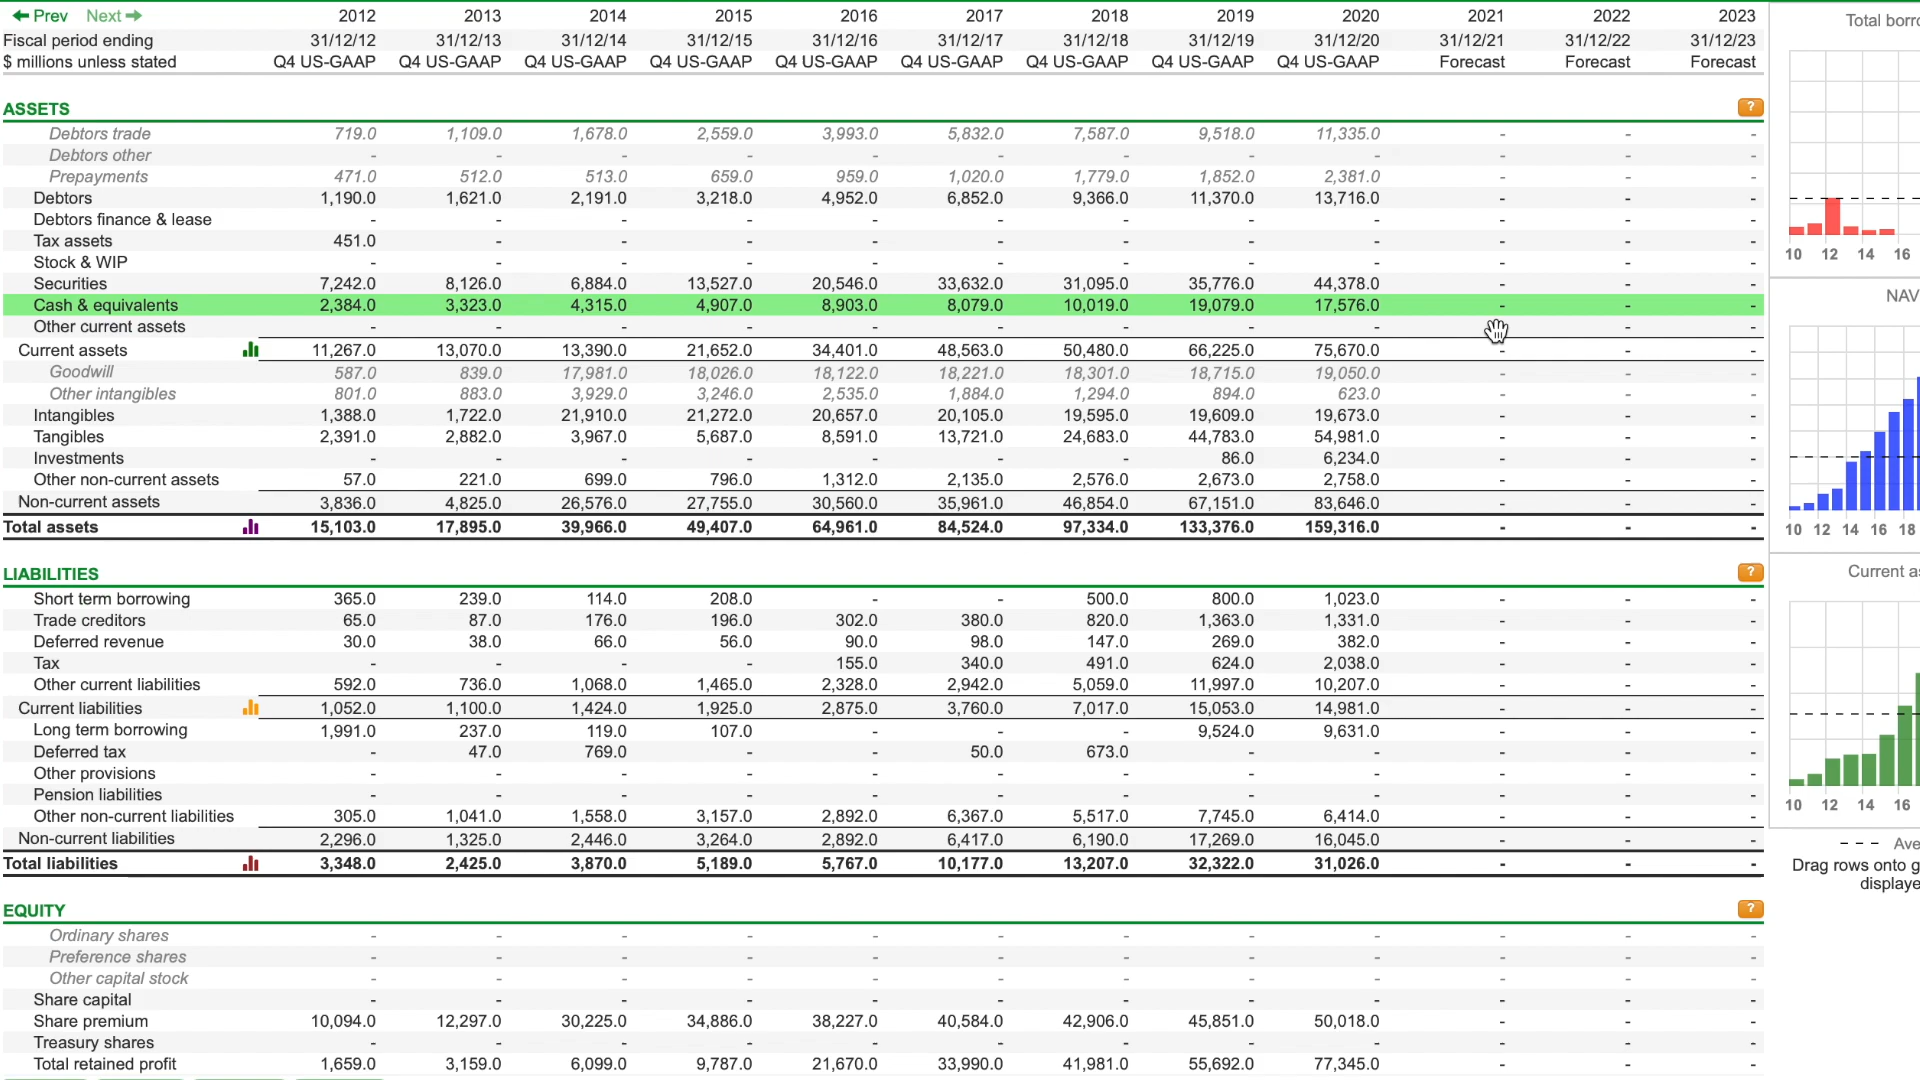 Prev Next 2012 2013 2014 2015 2016 2017 2018 2019 2020 2021 2022 2023
Fiscal period ending 31/12/12 31/12/13 31/12/14 31/12/15 31/12/16 31/12/17 31/12/18 31/12/19 31/12/20 31/12/21 31/12/22 31/12/23
$ millions unless stated Q4 US-GAAP Q4 US-GAAP Q4 US-GAAP Q4 US-GAAP Q4 US-GAAP Q4 US-GAAP Q4 US-GAAP Q4 US-GAAP Q4 US-GAAP Forecast Forecast Forecast
ASSETS ?
Debtors trade 719.0 1,109.0 1,678.0 2,559.0 3,993.0 5,832.0 7,587.0 9,518.0 11,335.0 - - -
Debtors other - - - - - - - - - - - -
Prepayments 471.0 512.0 513.0 659.0 959.0 1,020.0 1,779.0 1,852.0 2,381.0 - - -
Debtors 1,190.0 1,621.0 2,191.0 3,218.0 4,952.0 6,852.0 9,366.0 11,370.0 13,716.0 - - -
Debtors finance & lease - - - - - - - - - - - -
Tax assets 451.0 - - - - - - - - - - -
Stock & WIP - - - - - - - - - - - -
Securities 7,242.0 8,126.0 6,884.0 13,527.0 20,546.0 33,632.0 31,095.0 35,776.0 44,378.0 - - -
Cash & equivalents 2,384.0 3,323.0 4,315.0 4,907.0 8,903.0 8,079.0 10,019.0 19,079.0 17,576.0 - - -
Other current assets - - - - - - - - - - - -
Current assets 11,267.0 13,070.0 13,390.0 21,652.0 34,401.0 48,563.0 50,480.0 66,225.0 75,670.0 - - -
Goodwill 587.0 839.0 17,981.0 18,026.0 18,122.0 18,221.0 18,301.0 18,715.0 19,050.0 - - -
Other intangibles 801.0 883.0 3,929.0 3,246.0 2,535.0 1,884.0 1,294.0 894.0 623.0 - - -
Intangibles 1,388.0 1,722.0 21,910.0 21,272.0 20,657.0 20,105.0 19,595.0 19,609.0 19,673.0 - - -
Tangibles 2,391.0 2,882.0 3,967.0 5,687.0 8,591.0 13,721.0 24,683.0 44,783.0 54,981.0 - - -
Investments - - - - - - - 86.0 6,234.0 - - -
Other non-current assets 57.0 221.0 699.0 796.0 1,312.0 2,135.0 2,576.0 2,673.0 2,758.0 - - -
Non-current assets 3,836.0 4,825.0 26,576.0 27,755.0 30,560.0 35,961.0 46,854.0 67,151.0 83,646.0 - - -
Total assets 15,103.0 17,895.0 39,966.0 49,407.0 64,961.0 84,524.0 97,334.0 133,376.0 159,316.0 - - -
LIABILITIES ?
Short term borrowing 365.0 239.0 114.0 208.0 - - 500.0 800.0 1,023.0 - - -
Trade creditors 65.0 87.0 176.0 196.0 302.0 380.0 820.0 1,363.0 1,331.0 - - -
Deferred revenue 30.0 38.0 66.0 56.0 90.0 98.0 147.0 269.0 382.0 - - -
Tax - - - - 155.0 340.0 491.0 624.0 2,038.0 - - -
Other current liabilities 592.0 736.0 1,068.0 1,465.0 2,328.0 2,942.0 5,059.0 11,997.0 10,207.0 - - -
Current liabilities 1,052.0 1,100.0 1,424.0 1,925.0 2,875.0 3,760.0 7,017.0 15,053.0 14,981.0 - - -
Long term borrowing 1,991.0 237.0 119.0 107.0 - - - 9,524.0 9,631.0 - - -
Deferred tax - 47.0 769.0 - - 50.0 673.0 - - - - -
Other provisions - - - - - - - - - - - -
Pension liabilities - - - - - - - - - - - -
Other non-current liabilities 305.0 1,041.0 1,558.0 3,157.0 2,892.0 6,367.0 5,517.0 7,745.0 6,414.0 - - -
Non-current liabilities 2,296.0 1,325.0 2,446.0 3,264.0 2,892.0 6,417.0 6,190.0 17,269.0 16,045.0 - - -
Total liabilities 3,348.0 2,425.0 3,870.0 5,189.0 5,767.0 10,177.0 13,207.0 32,322.0 31,026.0 - - -
EQUITY ?
Ordinary shares - - - - - - - - - - - -
Preference shares - - - - - - - - - - - -
Other capital stock - - - - - - - - - - - -
Share capital - - - - - - - - - - - -
Share premium 10,094.0 12,297.0 30,225.0 34,886.0 38,227.0 40,584.0 42,906.0 45,851.0 50,018.0 - - -
Treasury shares - - - - - - - - - - - -
Total retained profit 1,659.0 3,159.0 6,099.0 9,787.0 21,670.0 33,990.0 41,981.0 55,692.0 77,345.0 - - -
Total borro
10 12 14 16
NAV
10 12 14 16 18
Current as
10 12 14 16
Ave
Drag rows onto g
displaye